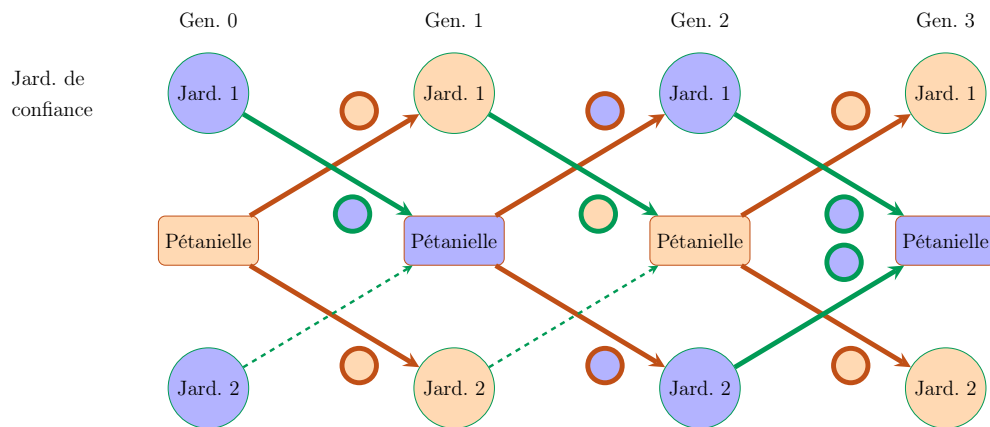 Gen. 0 Gen. 1 Gen. 2 Gen. 3
Jard. de
confiance
Jard. 1 Jard. 1 Jard. 1 Jard. 1
Pétanielle Pétanielle Pétanielle Pétanielle
Jard. 2 Jard. 2 Jard. 2 Jard. 2